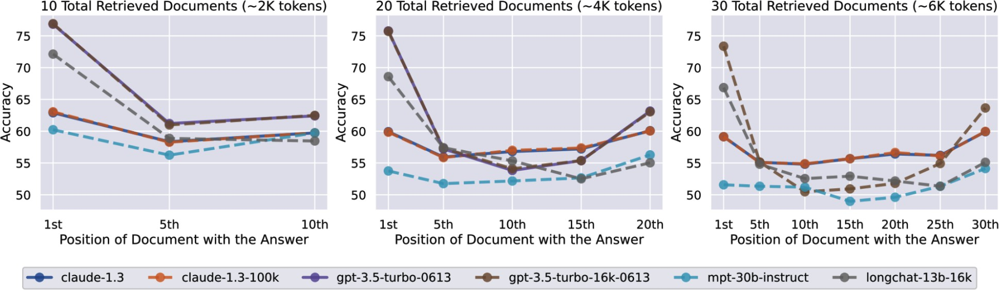 10 Total Retrieved Documents (~2K tokens)
75
70
65
60
55
50
Accuracy
1st 5th 10th
Position of Document with the Answer
20 Total Retrieved Documents (~4K tokens)
75
70
65
60
55
50
Accuracy
1st 5th 10th 15th 20th
Position of Document with the Answer
30 Total Retrieved Documents (~6K tokens)
75
70
65
60
55
50
Accuracy
1st 5th 10th 15th 20th 25th 30th
Position of Document with the Answer
claude-1.3 claude-1.3-100k gpt-3.5-turbo-0613 gpt-3.5-turbo-16k-0613 mpt-30b-instruct longchat-13b-16k